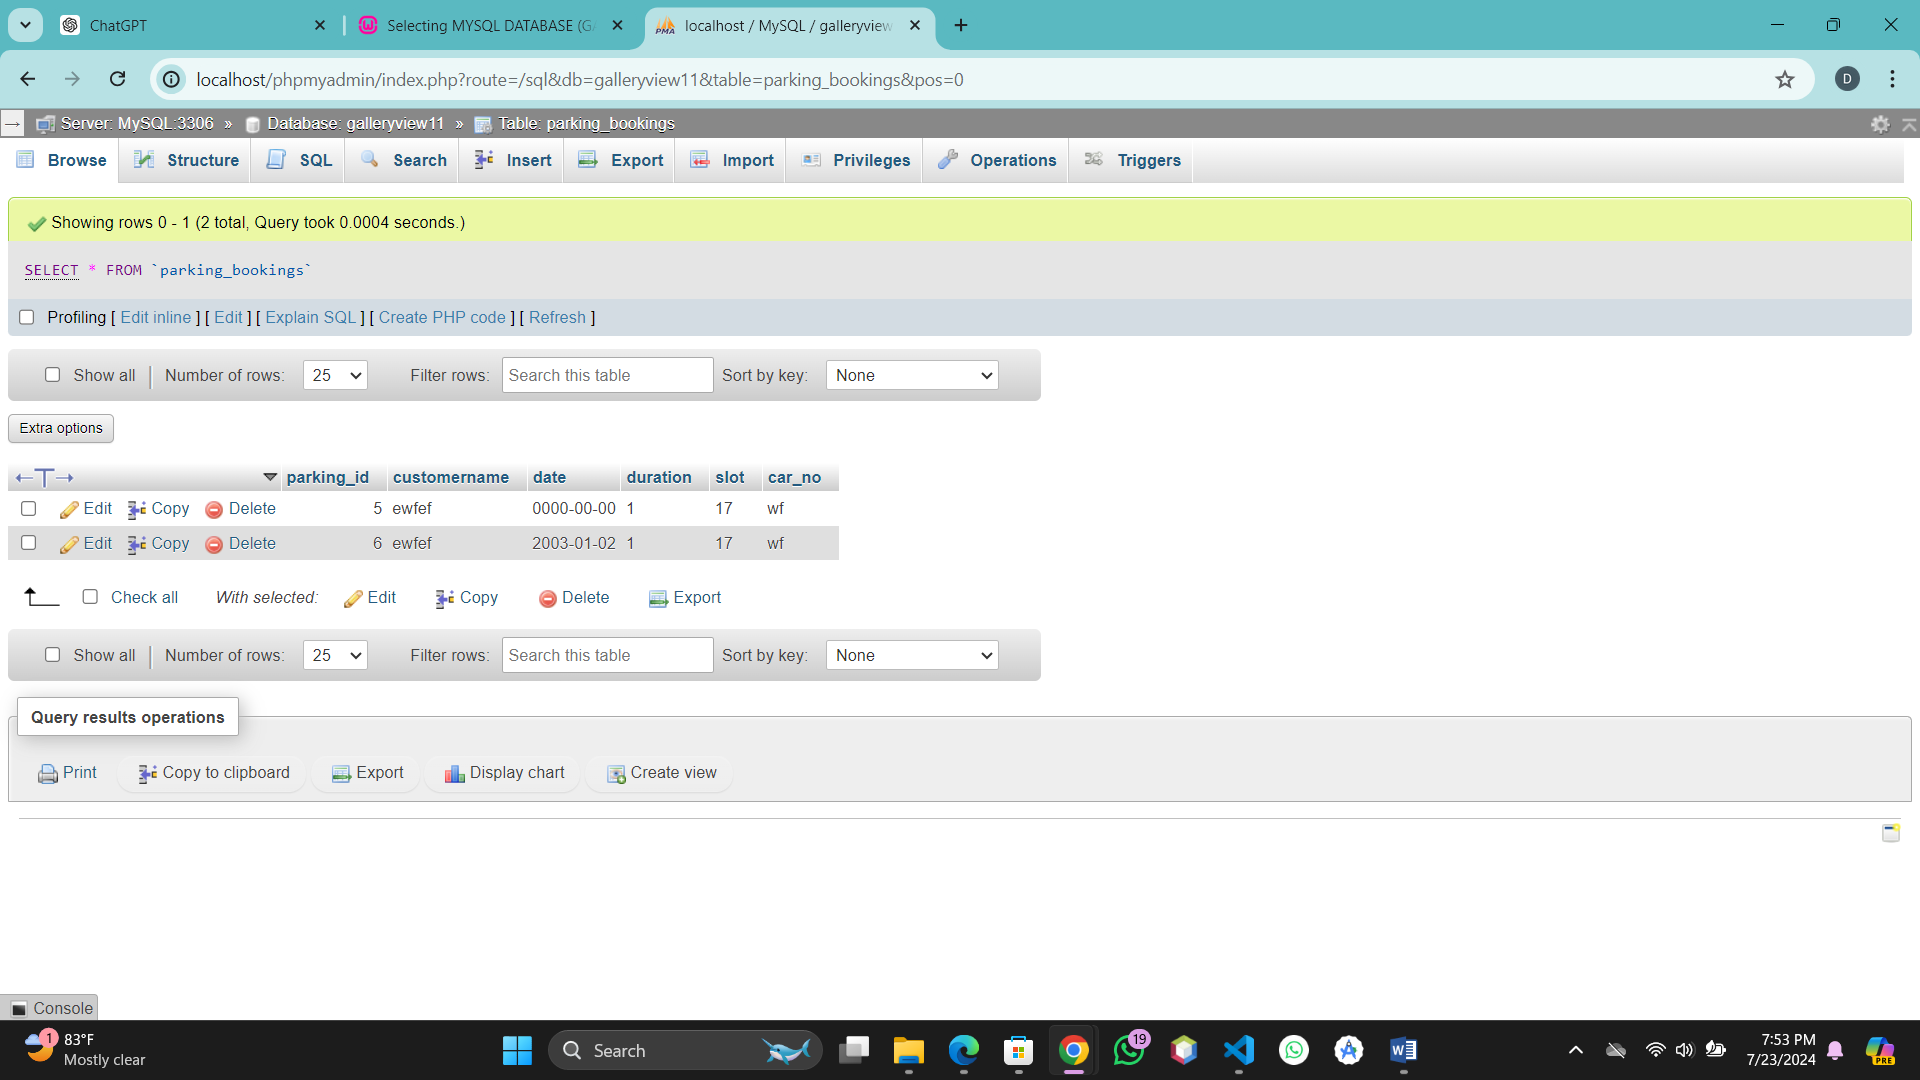 ChatGPT
Selecting MYSQL DATABASE (GA
localhost / MySQL / galleryview
localhost/phpmyadmin/index.php?route=/sql&db=galleryview11&table=parking_bookings&pos=0
D
Server: MySQL:3306 » Database: galleryview11 » Table: parking_bookings
Browse Structure SQL Search Insert Export Import Privileges Operations Triggers
Showing rows 0 - 1 (2 total, Query took 0.0004 seconds.)
SELECT * FROM `parking_bookings`
Profiling [ Edit inline ] [ Edit ] [ Explain SQL ] [ Create PHP code ] [ Refresh ]
Show all Number of rows: 25 Filter rows: Search this table Sort by key: None
Extra options
←T→ parking_id customername date duration slot car_no
Edit Copy Delete 5 ewfef 0000-00-00 1 17 wf
Edit Copy Delete 6 ewfef 2003-01-02 1 17 wf
Check all With selected: Edit Copy Delete Export
Show all Number of rows: 25 Filter rows: Search this table Sort by key: None
Query results operations
Print Copy to clipboard Export Display chart Create view
Console
1 83°F
Mostly clear
Search
19
7:53 PM
7/23/2024
PRE